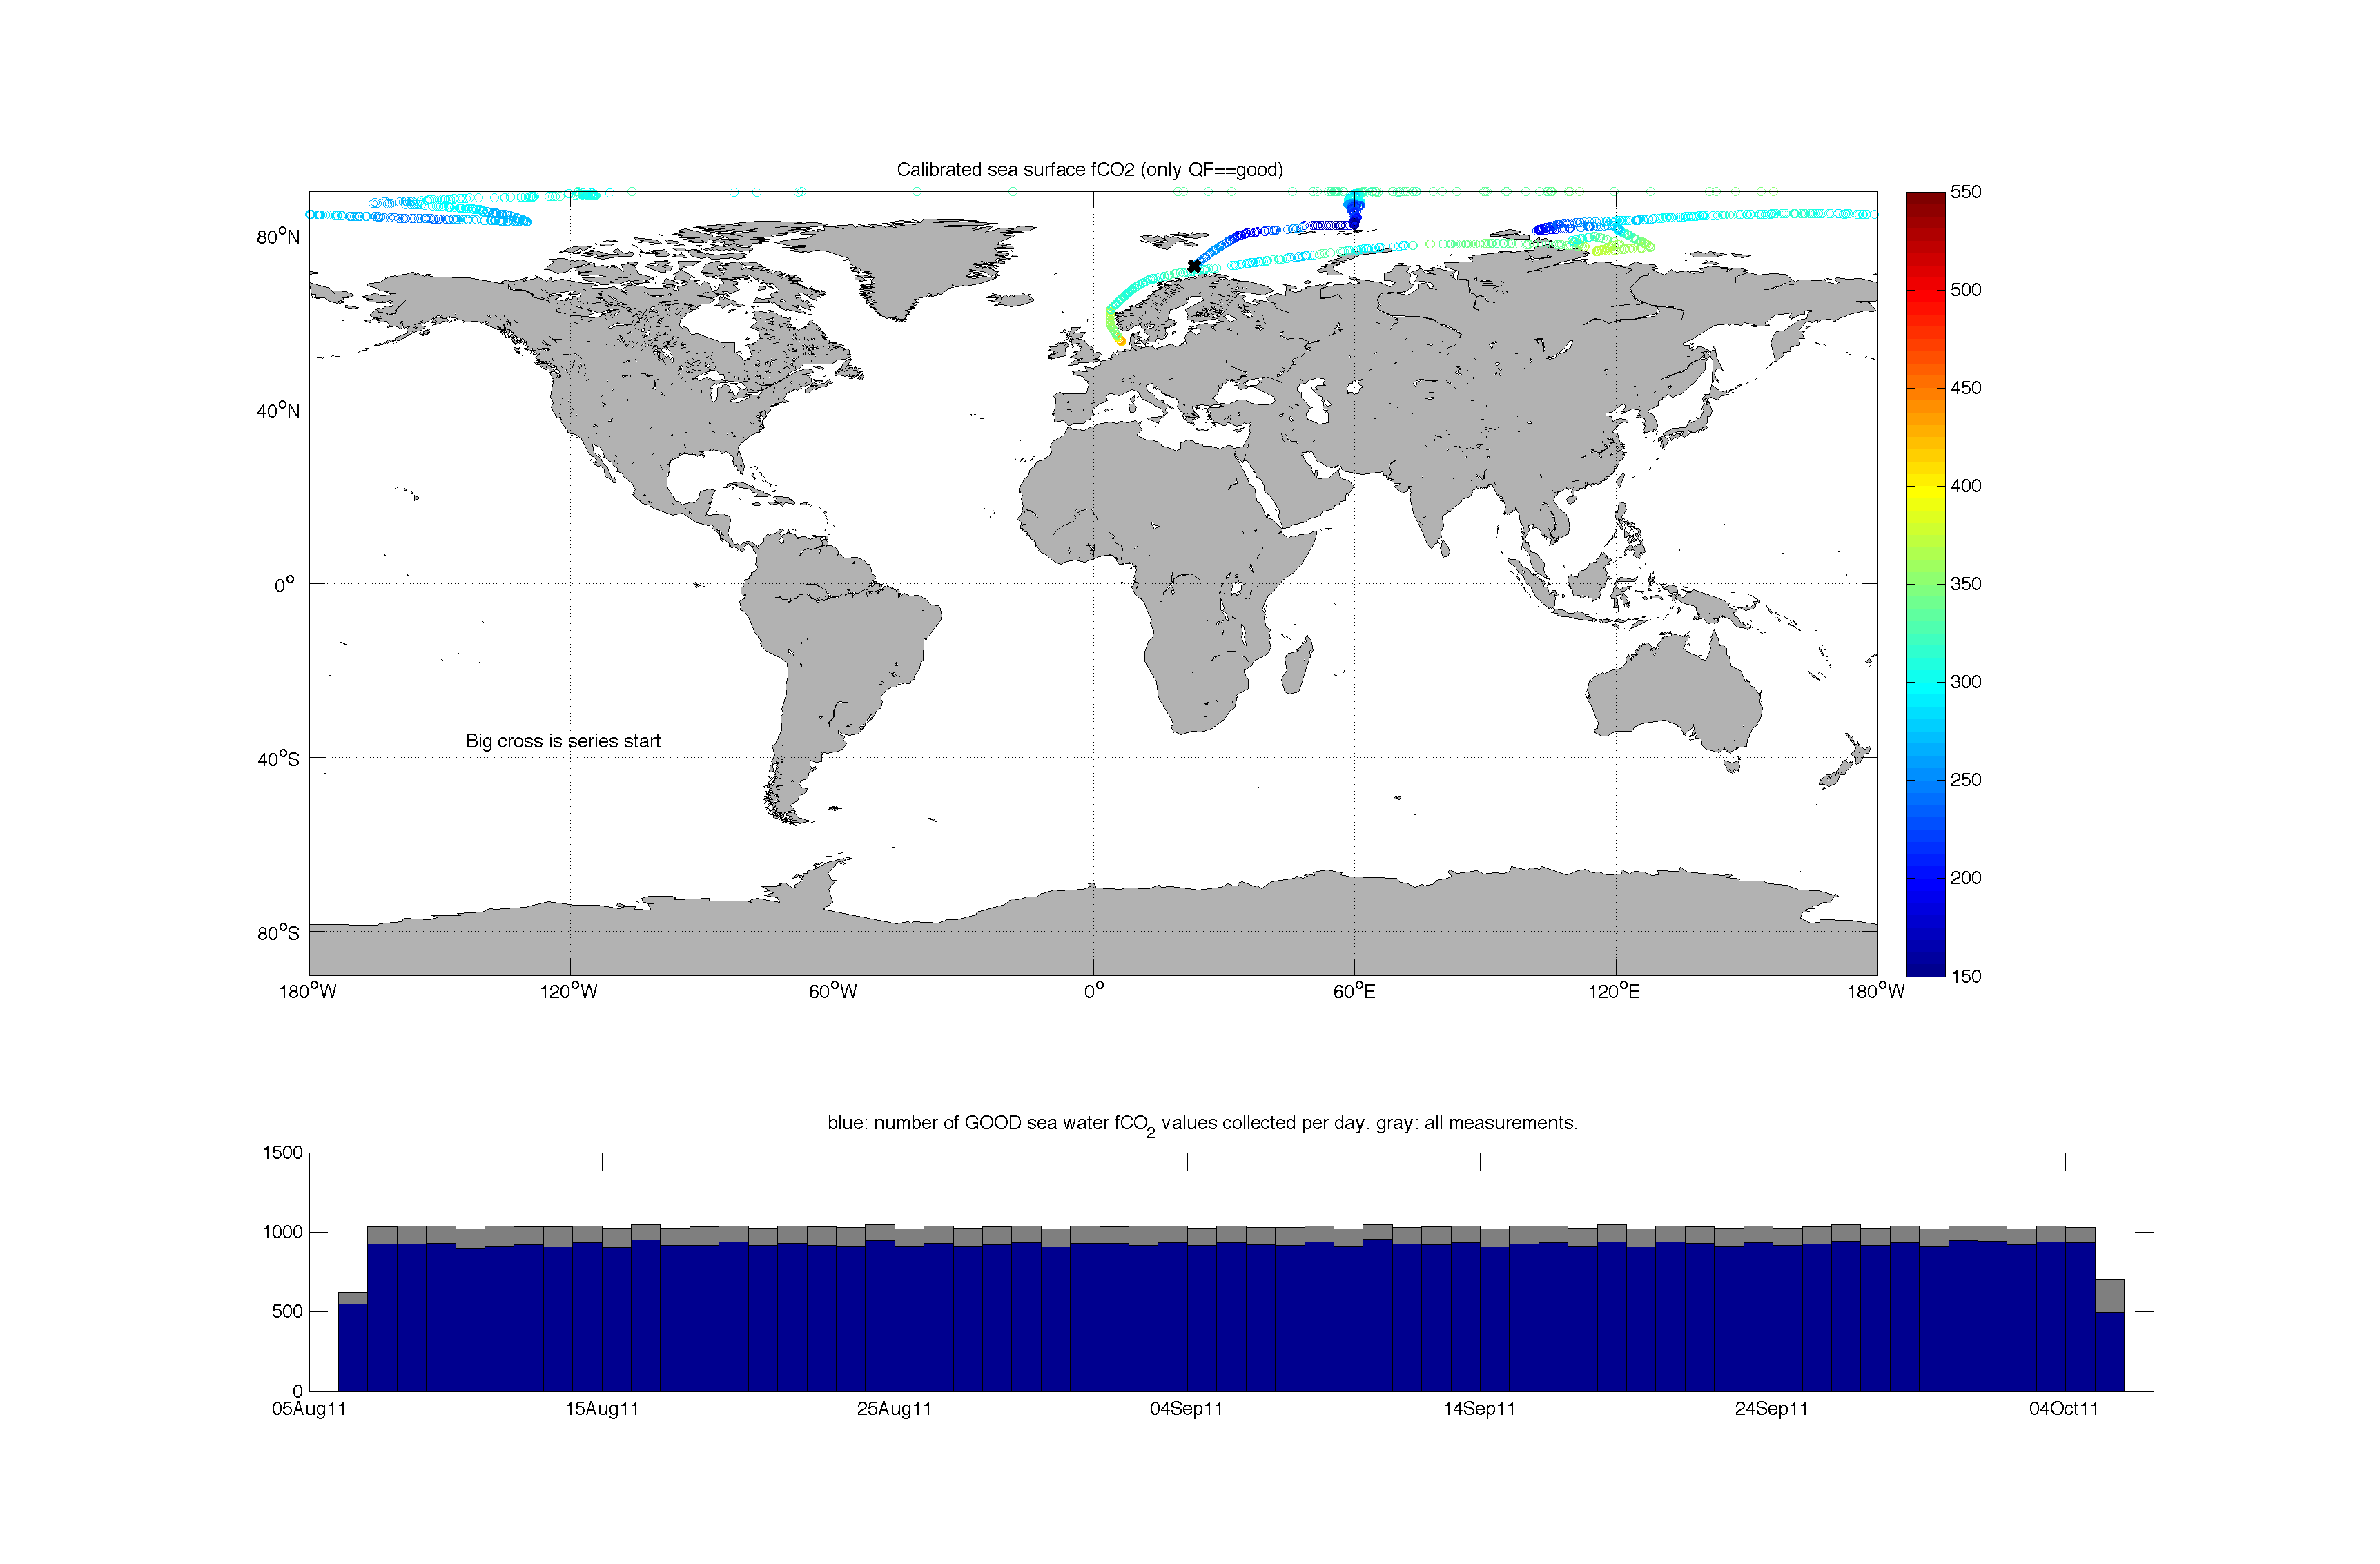 Calibrated sea surface fCO2 (only QF==good)
80°N
40°N
0°
40°S
80°S
180°W 120°W 60°W 0° 60°E 120°E 180°W
Big cross is series start
550
500
450
400
350
300
250
200
150
blue: number of GOOD sea water fCO₂ values collected per day. gray: all measurements.
1500
1000
500
0
05Aug11 15Aug11 25Aug11 04Sep11 14Sep11 24Sep11 04Oct11